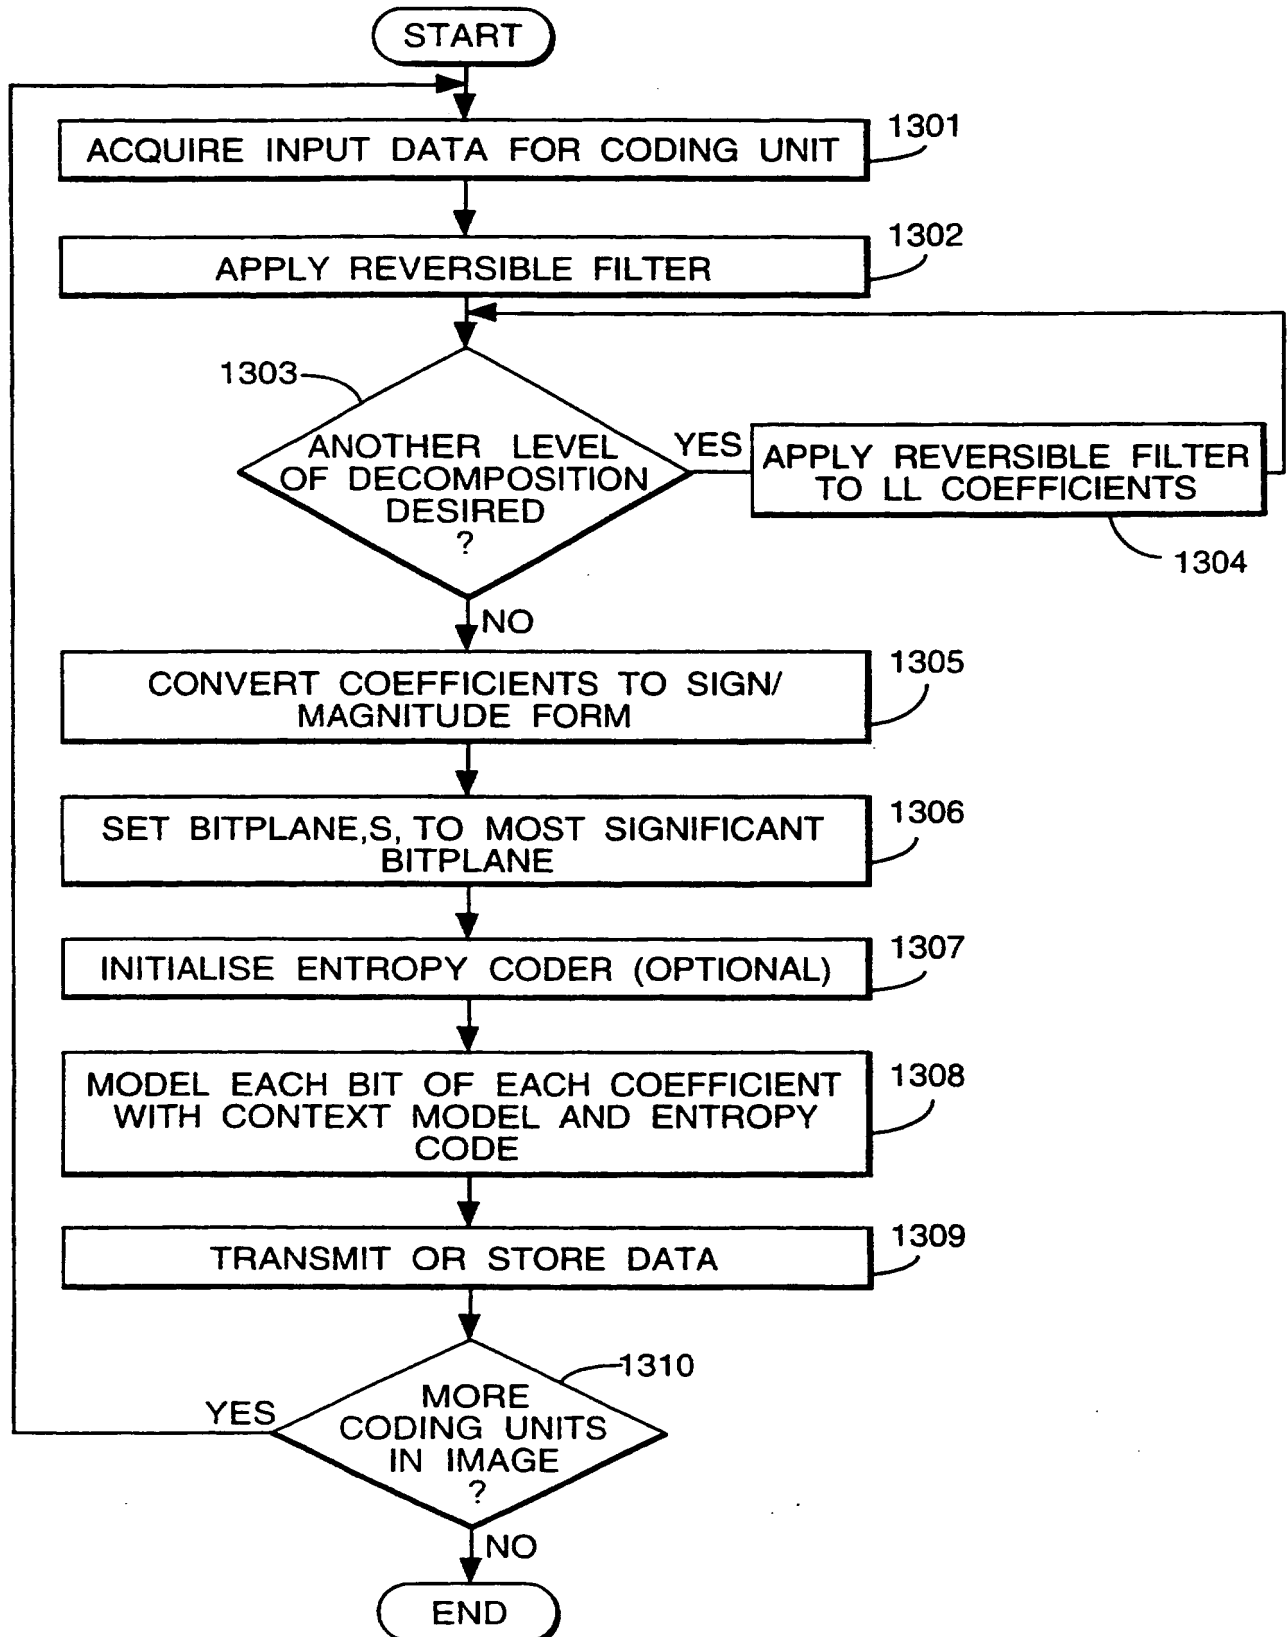 START
ACQUIRE INPUT DATA FOR CODING UNIT
1301
APPLY REVERSIBLE FILTER
1302
1303
ANOTHER LEVEL
OF DECOMPOSITION
DESIRED
?
YES
APPLY REVERSIBLE FILTER
TO LL COEFFICIENTS
1304
NO
CONVERT COEFFICIENTS TO SIGN/
MAGNITUDE FORM
1305
SET BITPLANE,S, TO MOST SIGNIFICANT
BITPLANE
1306
INITIALISE ENTROPY CODER (OPTIONAL)
1307
MODEL EACH BIT OF EACH COEFFICIENT
WITH CONTEXT MODEL AND ENTROPY
CODE
1308
TRANSMIT OR STORE DATA
1309
1310
MORE
CODING UNITS
IN IMAGE
?
YES
NO
END